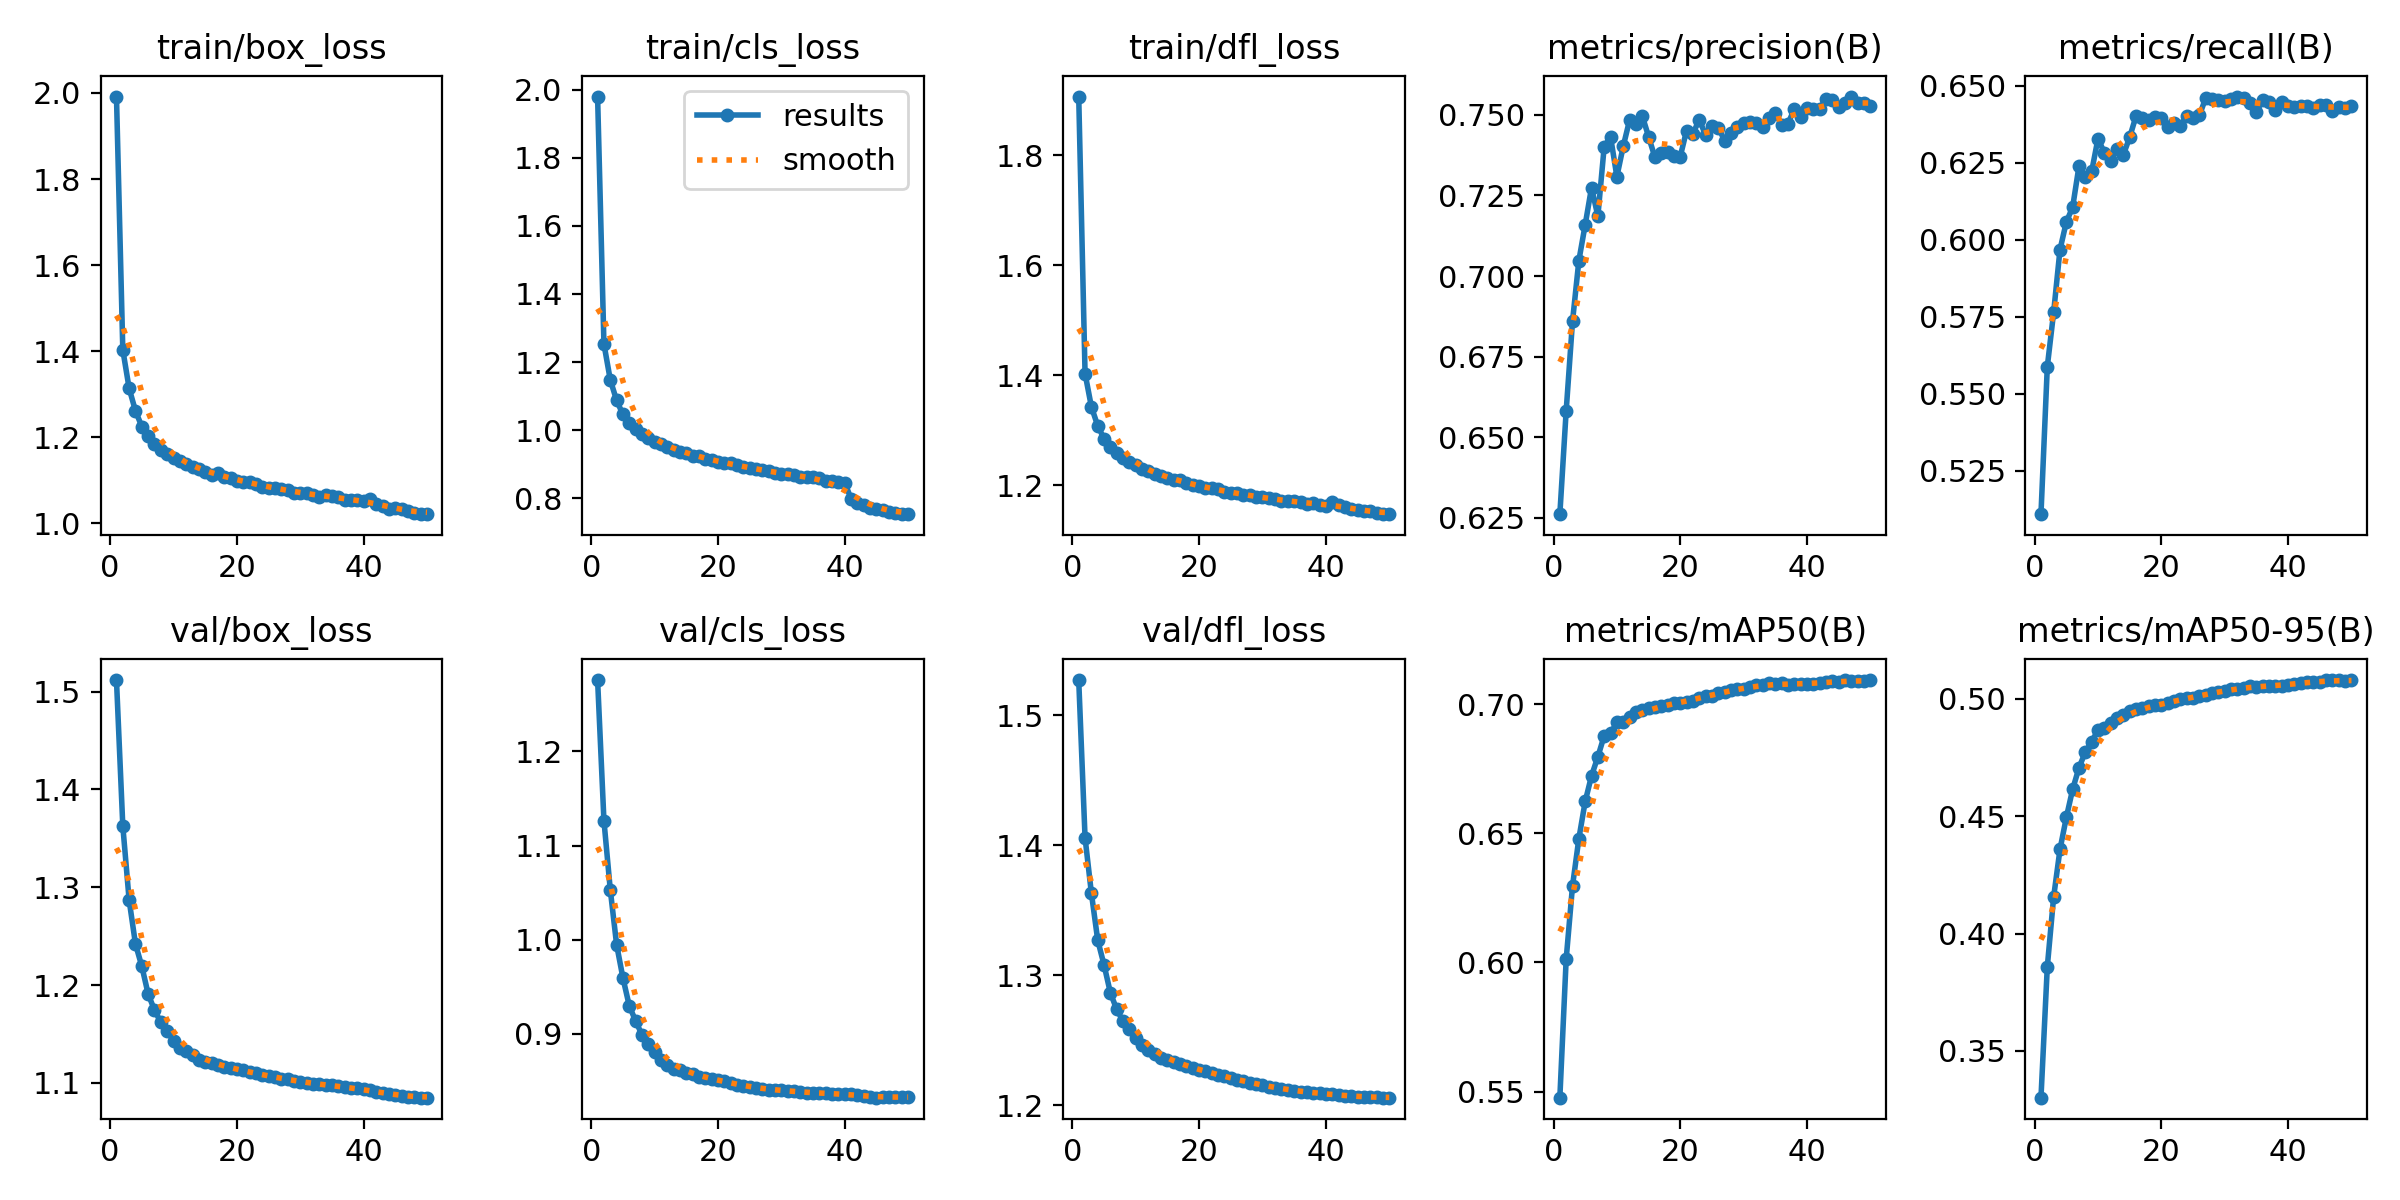 train/box_loss
2.0
1.8
1.6
1.4
1.2
1.0
0 20 40
train/cls_loss
results
smooth
2.0
1.8
1.6
1.4
1.2
1.0
0.8
0 20 40
train/dfl_loss
1.8
1.6
1.4
1.2
0 20 40
metrics/precision(B)
0.750
0.725
0.700
0.675
0.650
0.625
0 20 40
metrics/recall(B)
0.650
0.625
0.600
0.575
0.550
0.525
0 20 40
val/box_loss
1.5
1.4
1.3
1.2
1.1
0 20 40
val/cls_loss
1.2
1.1
1.0
0.9
0 20 40
val/dfl_loss
1.5
1.4
1.3
1.2
0 20 40
metrics/mAP50(B)
0.70
0.65
0.60
0.55
0 20 40
metrics/mAP50-95(B)
0.50
0.45
0.40
0.35
0 20 40